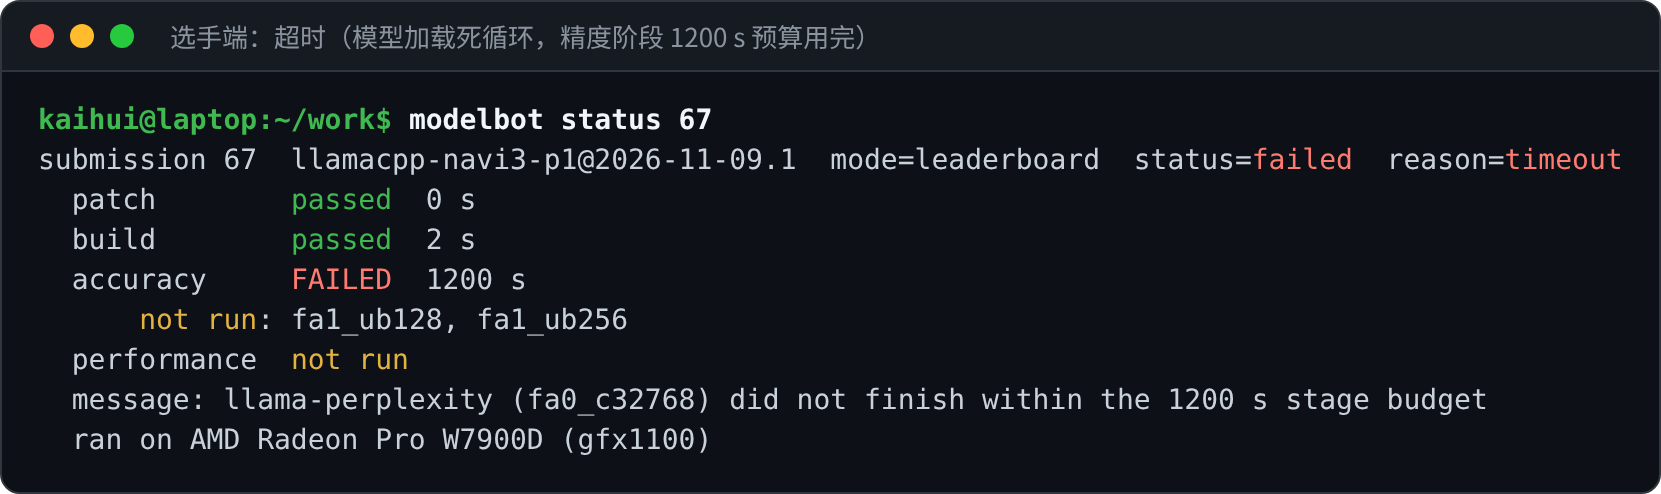 选手端：超时（模型加载死循环，精度阶段 1200 s 预算用完）
kaihui@laptop:~/work$ modelbot status 67
submission 67  llamacpp-navi3-p1@2026-11-09.1  mode=leaderboard  status=failed  reason=timeout
  patch        passed  0 s
  build        passed  2 s
  accuracy     FAILED  1200 s
      not run: fa1_ub128, fa1_ub256
  performance  not run
  message: llama-perplexity (fa0_c32768) did not finish within the 1200 s stage budget
  ran on AMD Radeon Pro W7900D (gfx1100)